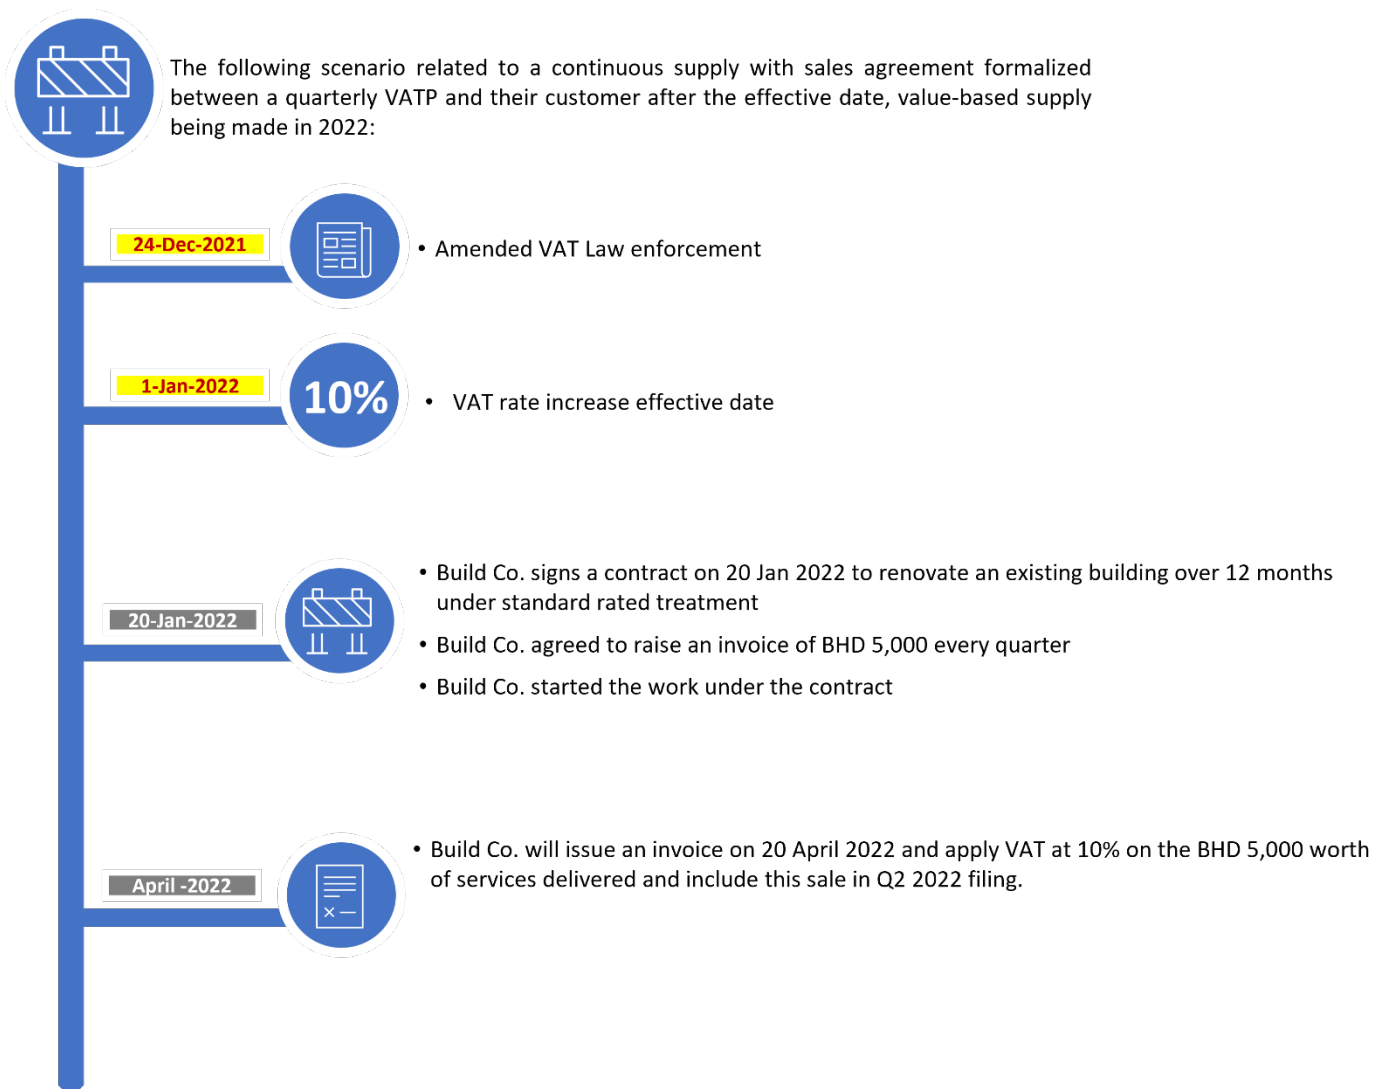 The following scenario related to a continuous supply with sales agreement formalized
between a quarterly VATP and their customer after the effective date, value-based supply
being made in 2022:
24-Dec-2021
• Amended VAT Law enforcement
1-Jan-2022
10%
• VAT rate increase effective date
20-Jan-2022
• Build Co. signs a contract on 20 Jan 2022 to renovate an existing building over 12 months
under standard rated treatment
• Build Co. agreed to raise an invoice of BHD 5,000 every quarter
• Build Co. started the work under the contract
April -2022
• Build Co. will issue an invoice on 20 April 2022 and apply VAT at 10% on the BHD 5,000 worth
of services delivered and include this sale in Q2 2022 filing.